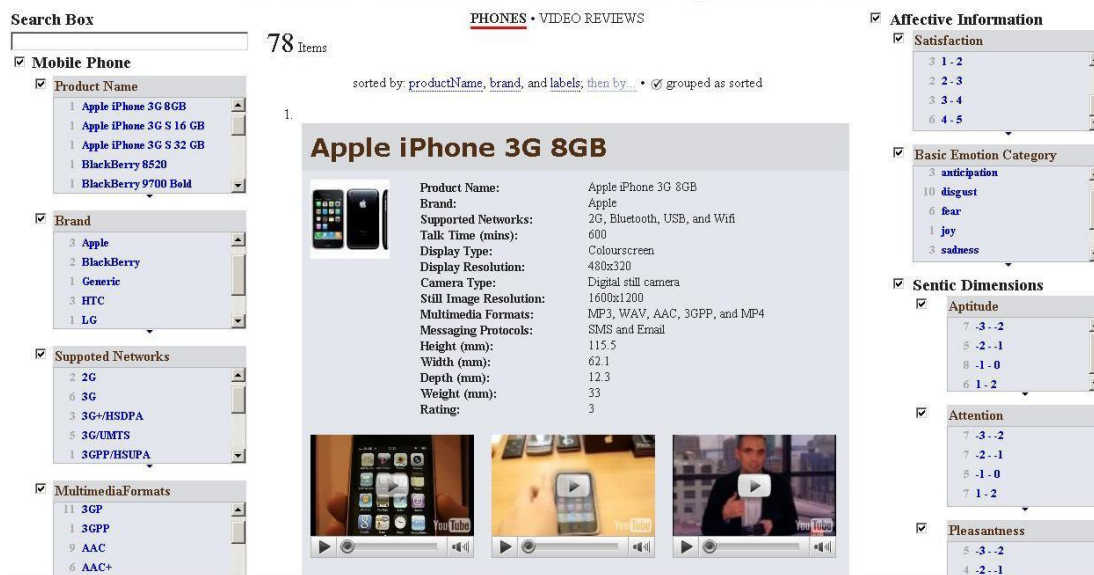 Search Box
Mobile Phone
Product Name
1 Apple iPhone 3G 8GB
1 Apple iPhone 3G S 16 GB
1 Apple iPhone 3G S 32 GB
1 BlackBerry 8520
1 BlackBerry 9700 Bold
Brand
3 Apple
2 BlackBerry
1 Generic
3 HTC
1 LG
Suppoted Networks
2 2G
6 3G
3 3G+/HSDPA
5 3G/UMTS
1 3GPP/HSUPA
MultimediaFormats
11 3GP
1 3GPP
9 AAC
6 AAC+
PHONES • VIDEO REVIEWS
78 Items
sorted by: productName, brand, and labels; then by... • grouped as sorted
1.
Apple iPhone 3G 8GB
Product Name: Apple iPhone 3G 8GB
Brand: Apple
Supported Networks: 2G, Bluetooth, USB, and Wifi
Talk Time (mins): 600
Display Type: Colourscreen
Display Resolution: 480x320
Camera Type: Digital still camera
Still Image Resolution: 1600x1200
Multimedia Formats: MP3, WAV, AAC, 3GPP, and MP4
Messaging Protocols: SMS and Email
Height (mm): 115.5
Width (mm): 62.1
Depth (mm): 12.3
Weight (mm): 33
Rating: 3
YouTube
YouTube
YouTube
Affective Information
Satisfaction
3 1 - 2
2 2 - 3
3 3 - 4
6 4 - 5
Basic Emotion Category
3 anticipation
10 disgust
6 fear
1 joy
3 sadness
Sentic Dimensions
Aptitude
7 -3 - -2
5 -2 - -1
8 -1 - 0
6 1 - 2
Attention
7 -3 - -2
7 -2 - -1
5 -1 - 0
7 1 - 2
Pleasantness
5 -3 - -2
4 -2 - -1